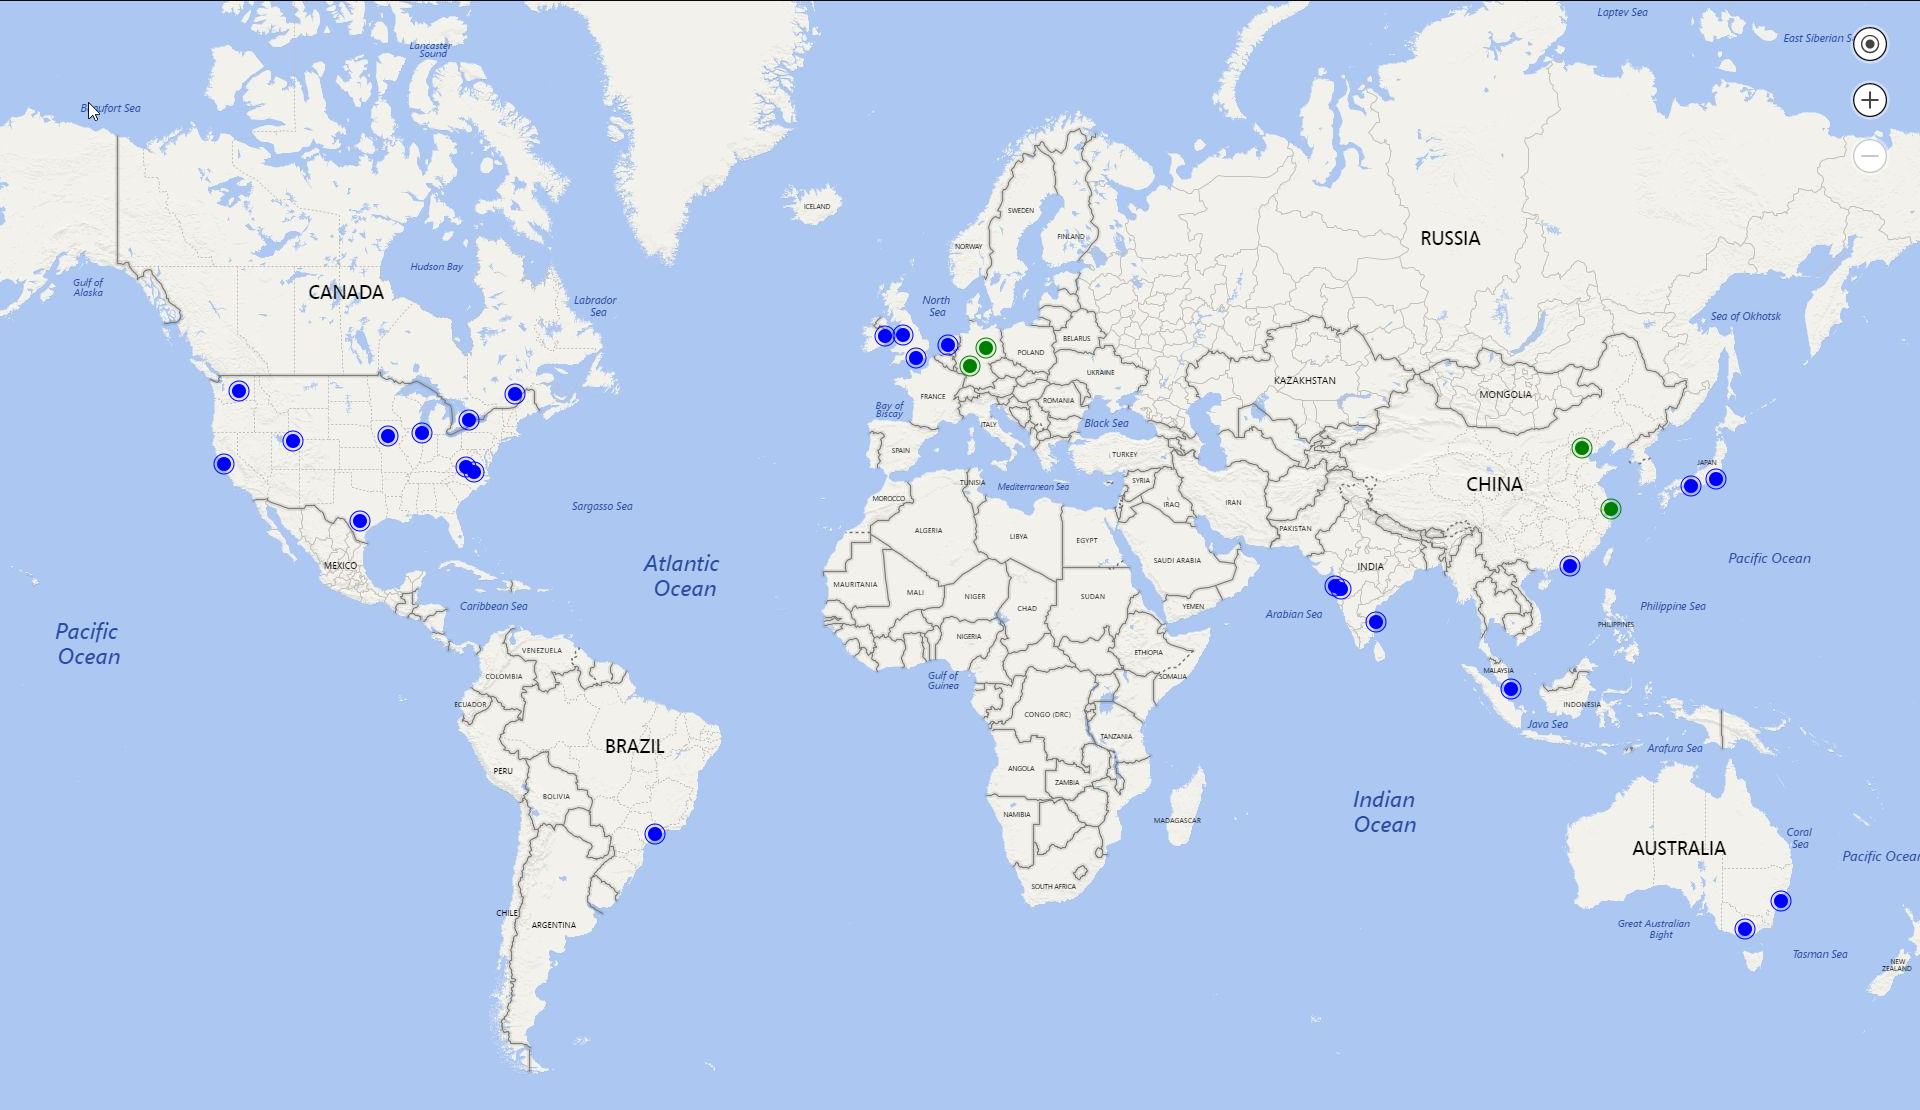 Laptev Sea
East Siberian S
Lancaster
Sound
Beaufort Sea
ICELAND
SWEDEN
FINLAND
NORWAY
RUSSIA
Hudson Bay
Gulf of
Alaska
CANADA
Labrador
Sea
North
Sea
Sea of Okhotsk
BELARUS
POLAND
UKRAINE
KAZAKHSTAN
MONGOLIA
FRANCE
ROMANIA
Bay of
Biscay
ITALY
Black Sea
SPAIN
TURKEY
JAPAN
TUNISIA
Mediterranean Sea
SYRIA
CHINA
MOROCCO
IRAQ
IRAN
Sargasso Sea
ALGERIA
LIBYA
EGYPT
PAKISTAN
Atlantic
Ocean
SAUDI ARABIA
INDIA
Pacific Ocean
MEXICO
MAURITANIA
MALI
NIGER
CHAD
SUDAN
YEMEN
Caribbean Sea
Arabian Sea
Philippine Sea
PHILIPPINES
Pacific
Ocean
NIGERIA
ETHIOPIA
VENEZUELA
COLOMBIA
Gulf of
Guinea
SOMALIA
MALAYSIA
ECUADOR
CONGO (DRC)
INDONESIA
Java Sea
TANZANIA
BRAZIL
Arafura Sea
PERU
ANGOLA
ZAMBIA
BOLIVIA
NAMIBIA
MADAGASCAR
Indian
Ocean
Coral
Sea
AUSTRALIA
Pacific Ocean
SOUTH AFRICA
CHILE
ARGENTINA
Great Australian
Bight
Tasman Sea
NEW
ZEALAND